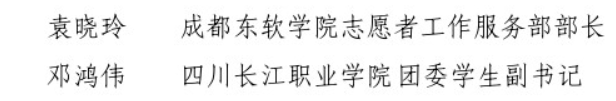 袁晓玲 成都东软学院志愿者工作服务部部长
邓鸿伟 四川长江职业学院团委学生副书记